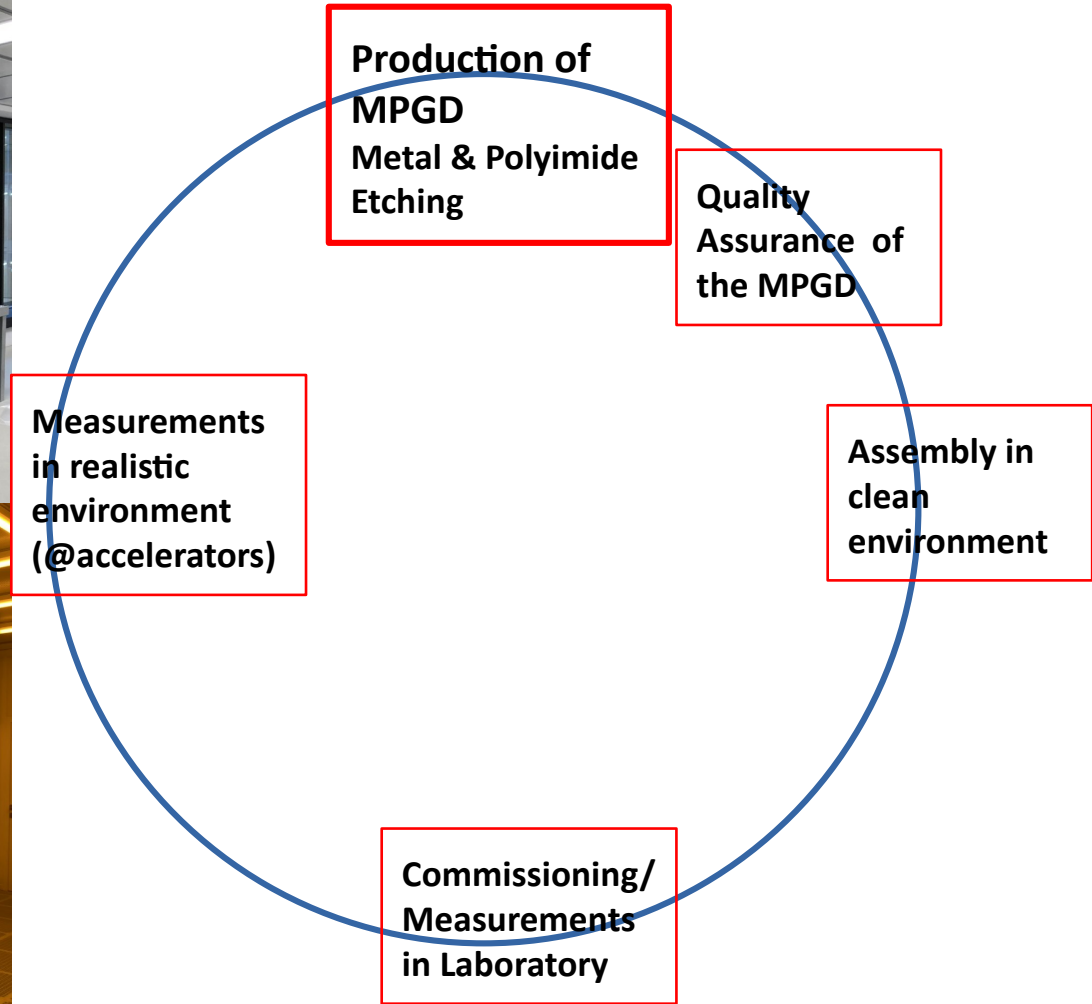 Production of
MPGD
Metal & Polyimide
Etching
Quality
Assurance of
the MPGD
Assembly in
clean
environment
Commissioning/
Measurements
in Laboratory
Measurements
in realistic
environment
(@accelerators)